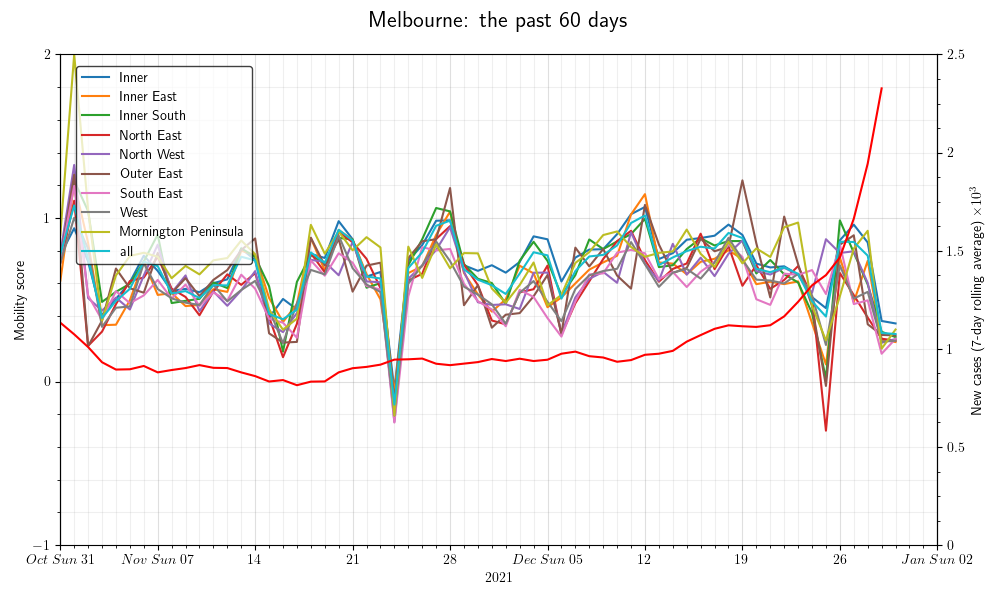 Melbourne: the past 60 days
2
1
0
−1
Mobility score
Inner
Inner East
Inner South
North East
North West
Outer East
South East
West
Mornington Peninsula
all
2.5
2
1.5
1
0.5
0
New cases (7-day rolling average) ×10³
Oct Sun 31 Nov Sun 07 14 21 28 Dec Sun 05 12 19 26 Jan Sun 02
2021